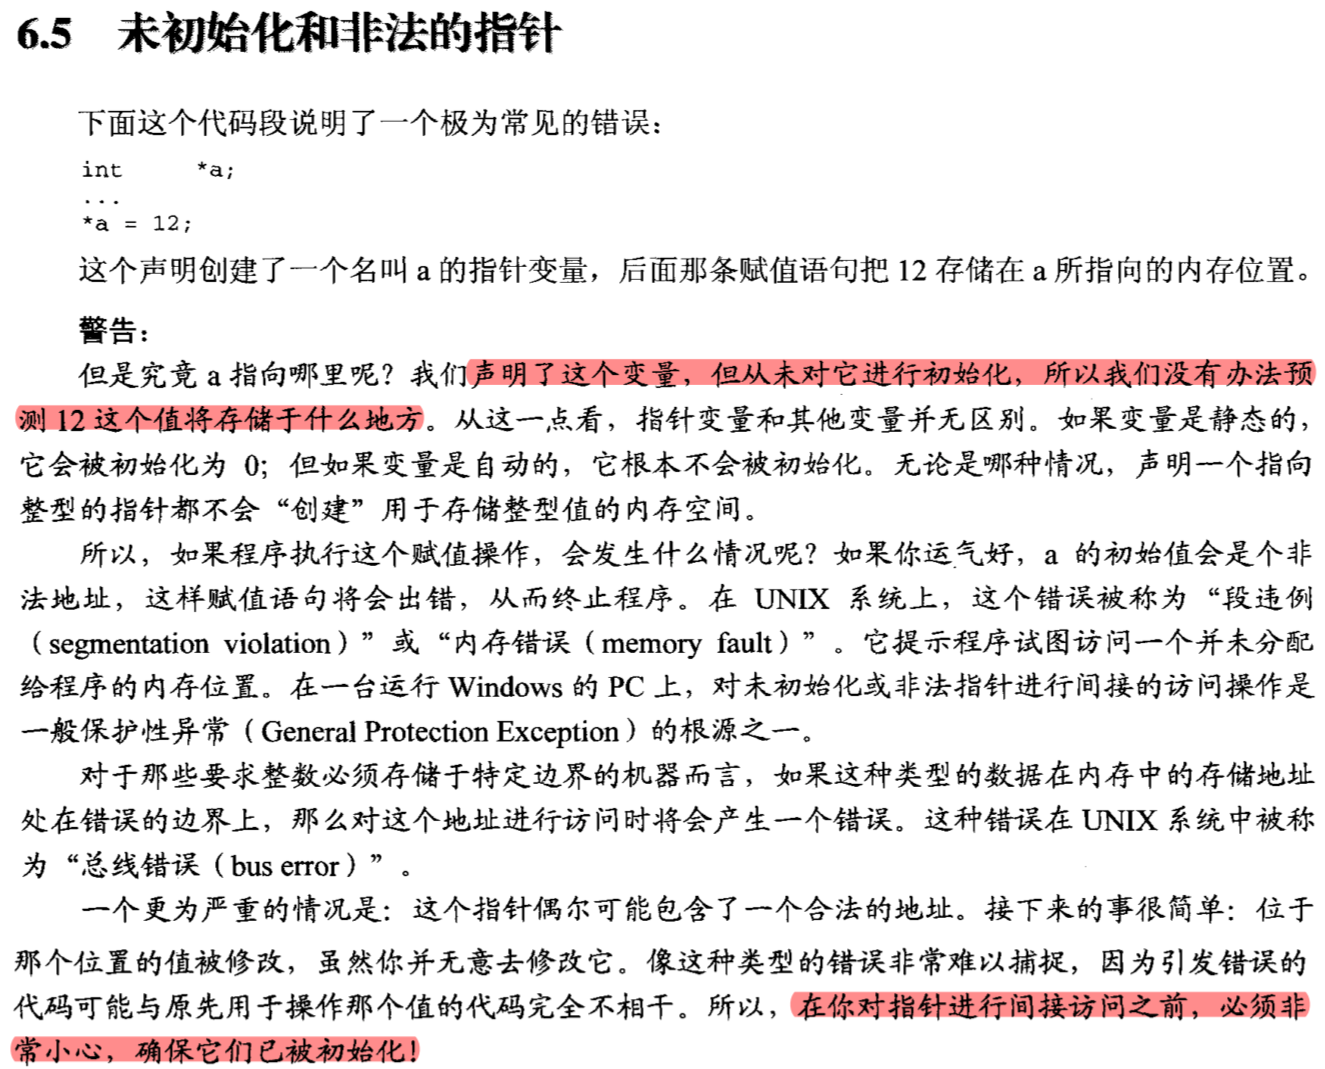 6.5 未初始化和非法的指针
下面这个代码段说明了一个极为常见的错误：
int *a;
...
*a = 12;
这个声明创建了一个名叫 a 的指针变量，后面那条赋值语句把 12 存储在 a 所指向的内存位置。
警告：
但是究竟 a 指向哪里呢？我们声明了这个变量，但从未对它进行初始化，所以我们没有办法预
测 12 这个值将存储于什么地方。从这一点看，指针变量和其他变量并无区别。如果变量是静态的，
它会被初始化为 0；但如果变量是自动的，它根本不会被初始化。无论是哪种情况，声明一个指向
整型的指针都不会“创建”用于存储整型值的内存空间。
所以，如果程序执行这个赋值操作，会发生什么情况呢？如果你运气好，a 的初始值会是个非
法地址，这样赋值语句将会出错，从而终止程序。在 UNIX 系统上，这个错误被称为“段违例
（segmentation violation）”或“内存错误（memory fault）”。它提示程序试图访问一个并未分配
给程序的内存位置。在一台运行 Windows 的 PC 上，对未初始化或非法指针进行间接的访问操作是
一般保护性异常（General Protection Exception）的根源之一。
对于那些要求整数必须存储于特定边界的机器而言，如果这种类型的数据在内存中的存储地址
处在错误的边界上，那么对这个地址进行访问时将会产生一个错误。这种错误在 UNIX 系统中被称
为“总线错误（bus error）”。
一个更为严重的情况是：这个指针偶尔可能包含了一个合法的地址。接下来的事很简单：位于
那个位置的值被修改，虽然你并无意去修改它。像这种类型的错误非常难以捕捉，因为引发错误的
代码可能与原先用于操作那个值的代码完全不相干。所以，在你对指针进行间接访问之前，必须非
常小心，确保它们已被初始化！